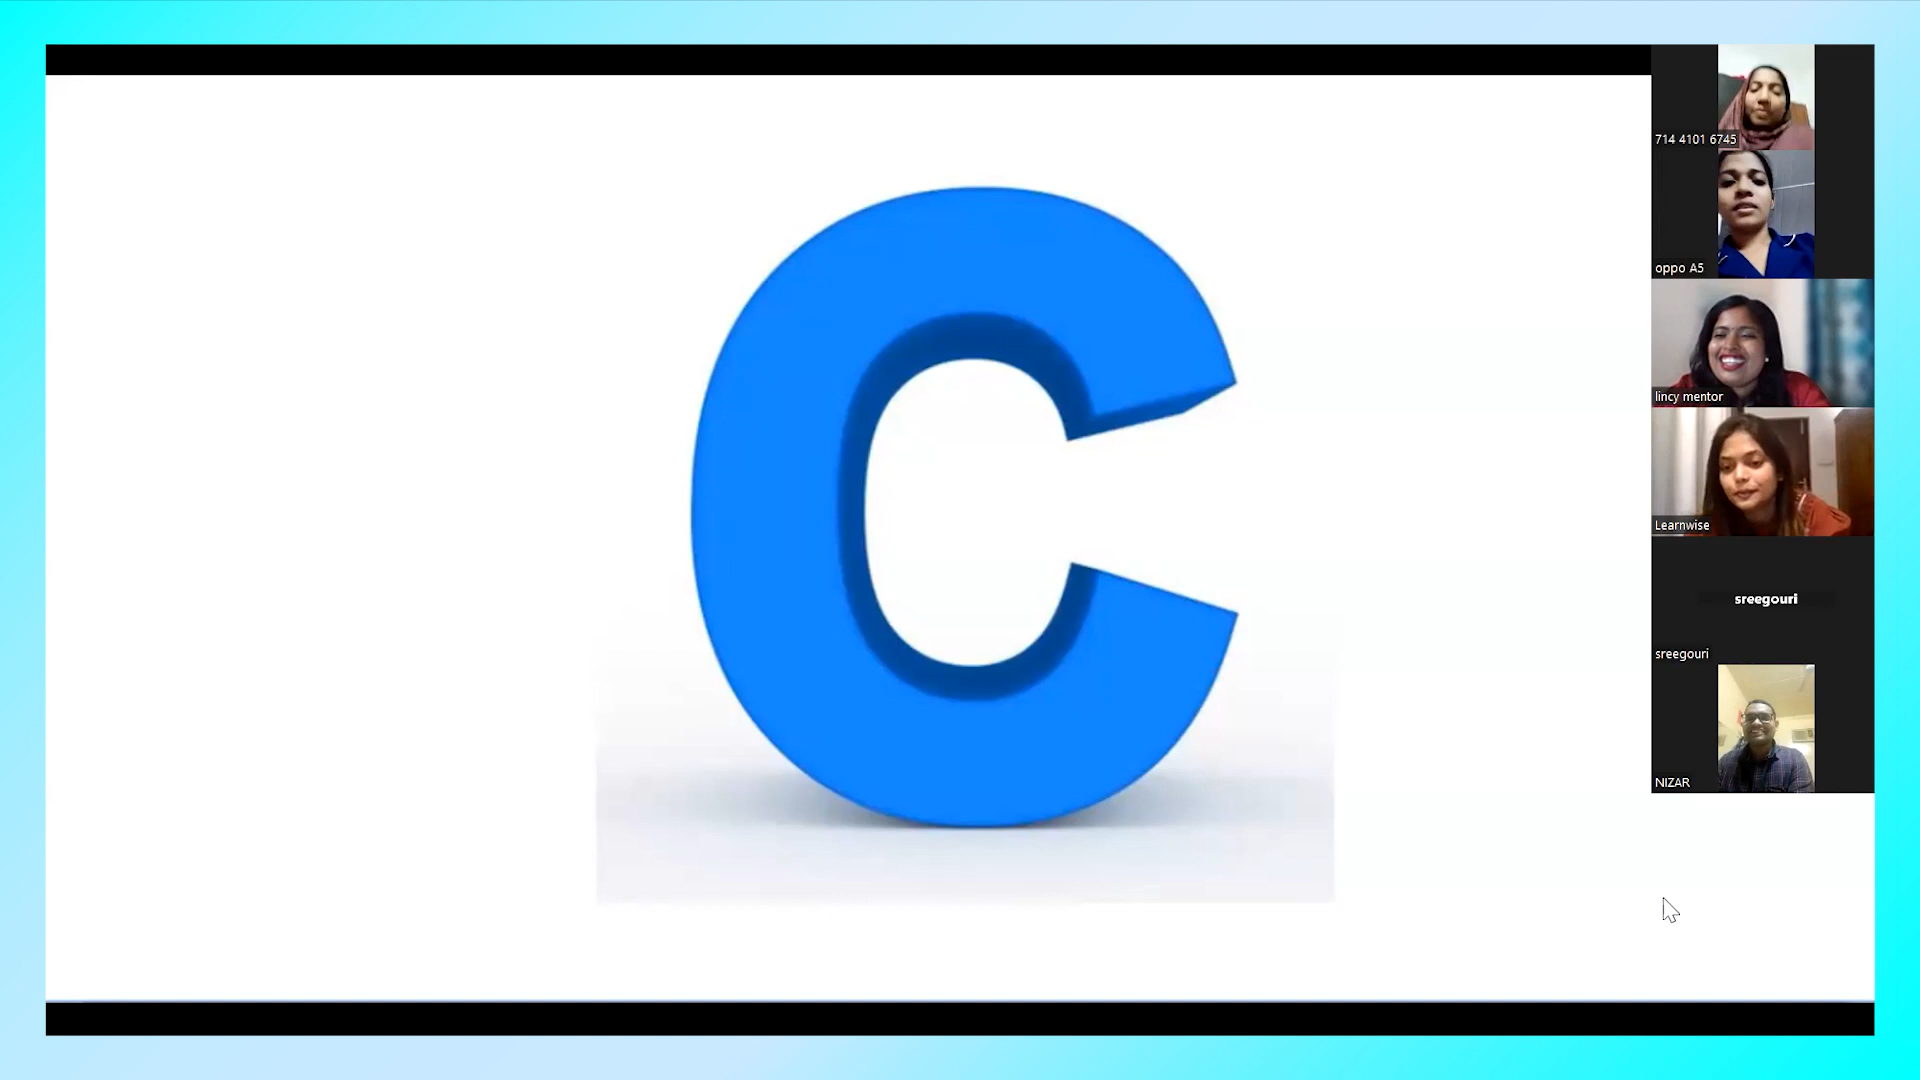 C
714 4101 6745
oppo A5
lincy mentor
Learnwise
sreegouri
sreegouri
NIZAR